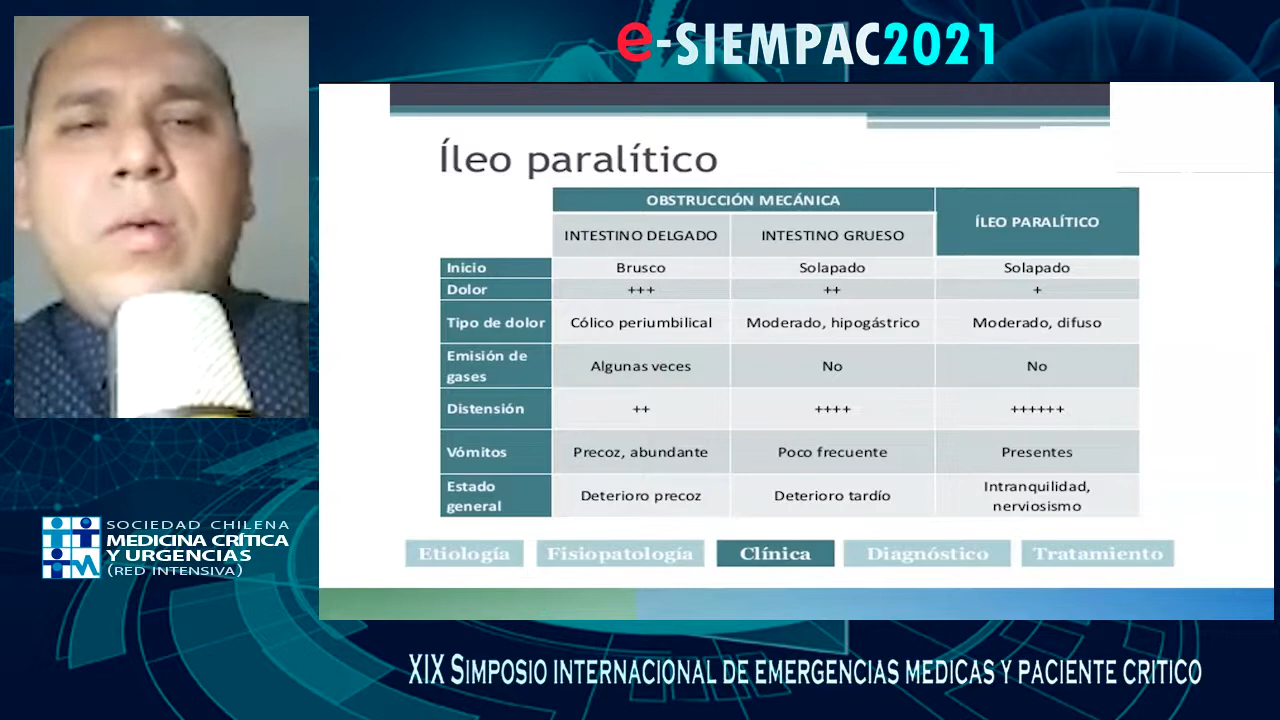 e-SIEMPAC2021
Íleo paralítico
OBSTRUCCIÓN MECÁNICA
ÍLEO PARALÍTICO
INTESTINO DELGADO INTESTINO GRUESO
Inicio Brusco Solapado Solapado
Dolor +++ ++ +
Tipo de dolor Cólico periumbilical Moderado, hipogástrico Moderado, difuso
Emisión de
gases
Algunas veces No No
Distensión ++ ++++ ++++++
Vómitos Precoz, abundante Poco frecuente Presentes
Estado
general
Deterioro precoz Deterioro tardío
Intranquilidad,
nerviosismo
Etiología Fisiopatología Clínica Diagnóstico Tratamiento
SOCIEDAD CHILENA
MEDICINA CRÍTICA
Y URGENCIAS
(RED INTENSIVA)
XIX SIMPOSIO INTERNACIONAL DE EMERGENCIAS MEDICAS Y PACIENTE CRITICO